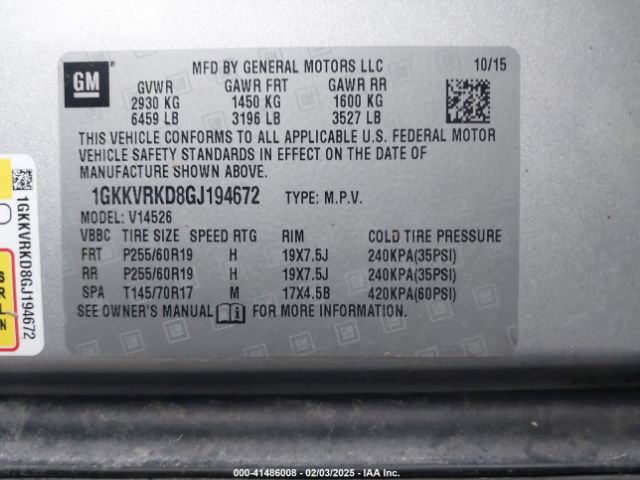 GM
MFD BY GENERAL MOTORS LLC 10/15
GVWR GAWR FRT GAWR RR
2930 KG 1450 KG 1600 KG
6459 LB 3196 LB 3527 LB
THIS VEHICLE CONFORMS TO ALL APPLICABLE U.S. FEDERAL MOTOR
VEHICLE SAFETY STANDARDS IN EFFECT ON THE DATE OF
MANUFACTURE SHOWN ABOVE.
1GKKVRKD8GJ194672 TYPE: M.P.V.
MODEL: V14526
VBBC TIRE SIZE SPEED RTG RIM COLD TIRE PRESSURE
FRT P255/60R19 H 19X7.5J 240KPA(35PSI)
RR P255/60R19 H 19X7.5J 240KPA(35PSI)
SPA T145/70R17 M 17X4.5B 420KPA(60PSI)
SEE OWNER'S MANUAL FOR MORE INFORMATION.
1GKKVRKD8GJ194672
000-41486008 - 02/03/2025 - IAA Inc.